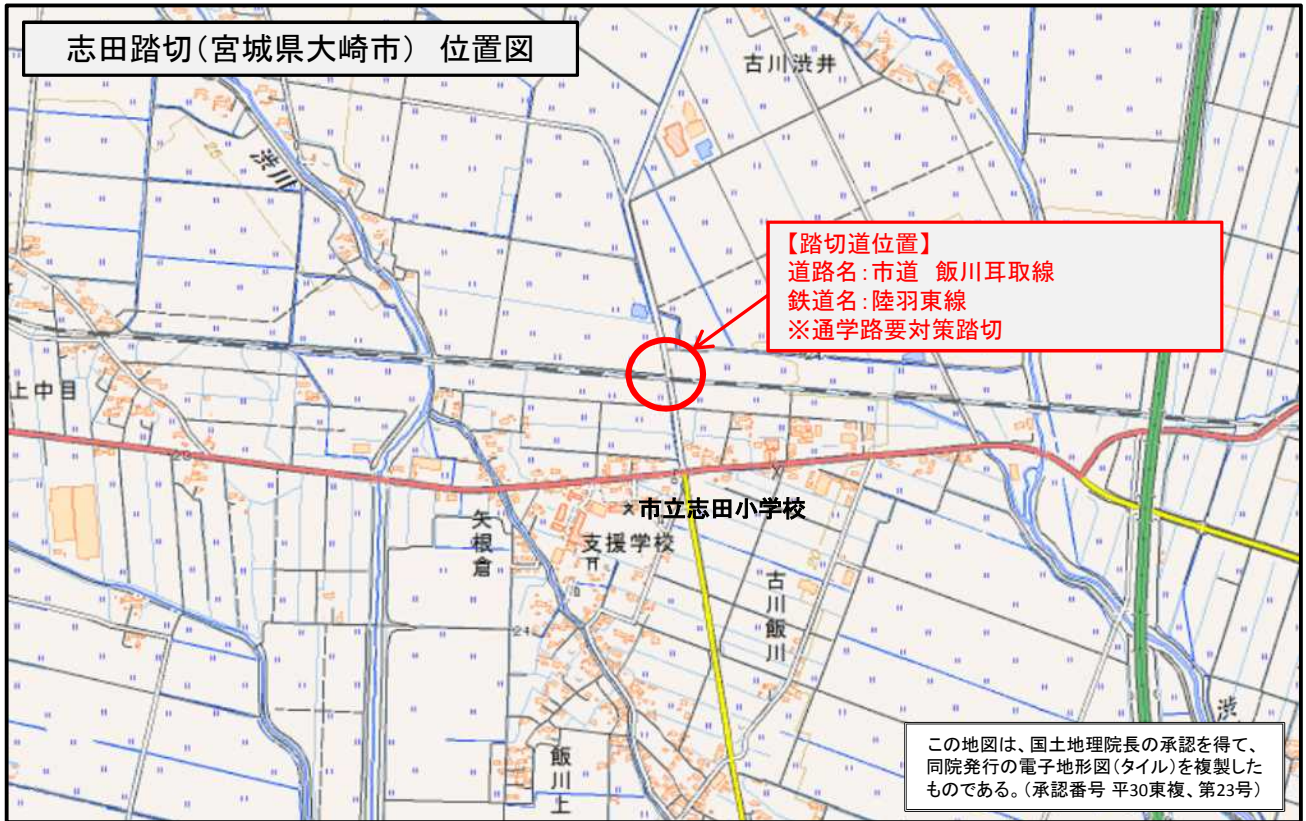 志田踏切(宮城県大崎市) 位置図
古川渋井
渋川
25
【踏切道位置】
道路名:市道 飯川耳取線
鉄道名:陸羽東線
※通学路要対策踏切
上中目
市立志田小学校
文
矢根倉
支援学校
古川飯川
24
飯川上
渋
この地図は、国土地理院長の承認を得て、
同院発行の電子地形図(タイル)を複製した
ものである。(承認番号 平30東複、第23号)